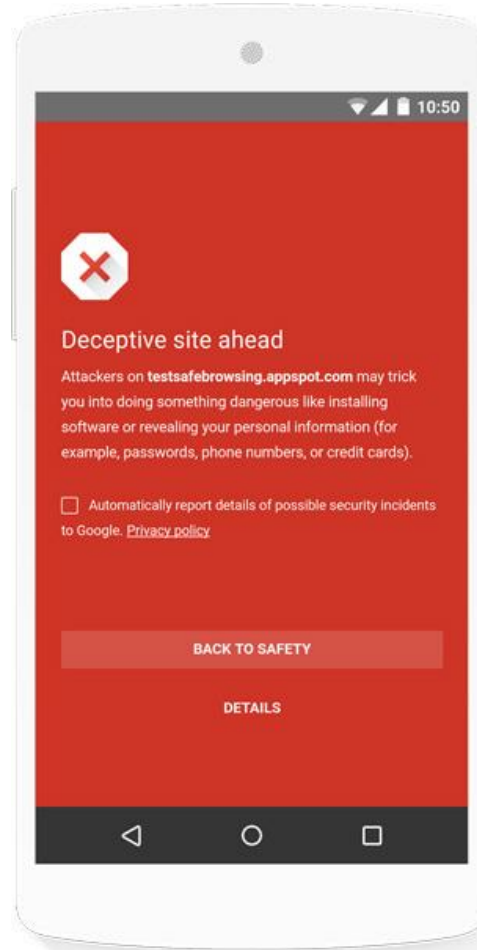 10:50
Deceptive site ahead
Attackers on testsafebrowsing.appspot.com may trick
you into doing something dangerous like installing
software or revealing your personal information (for
example, passwords, phone numbers, or credit cards).
Automatically report details of possible security incidents
to Google. Privacy policy
BACK TO SAFETY
DETAILS